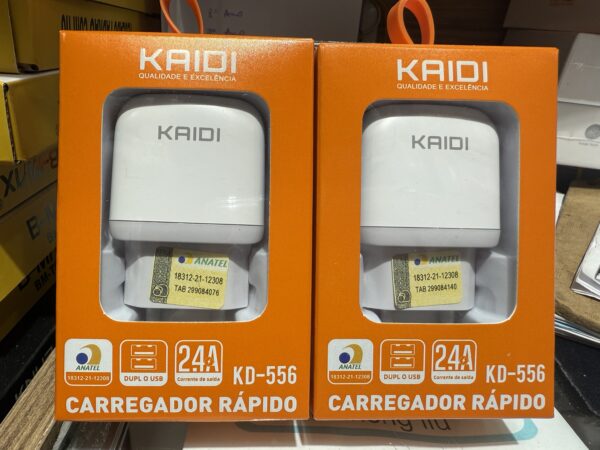 KAIDI
QUALIDADE E EXCELÊNCIA
KAIDI
ANATEL
18312-21-12308
TAB 299084076
ANATEL
18312-21-12308
DUPLO USB
2.4A
Corrente de saída
KD-556
CARREGADOR RÁPIDO
KAIDI
QUALIDADE E EXCELÊNCIA
KAIDI
ANATEL
18312-21-12308
TAB 299084140
ANATEL
18312-21-12308
DUPLO USB
2.4A
Corrente de saída
KD-556
CARREGADOR RÁPIDO